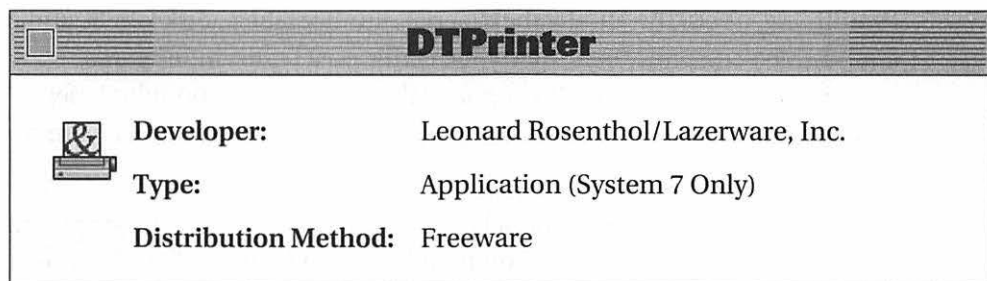 DTPrinter
&
Developer: Leonard Rosenthol/Lazerware, Inc.
Type: Application (System 7 Only)
Distribution Method: Freeware